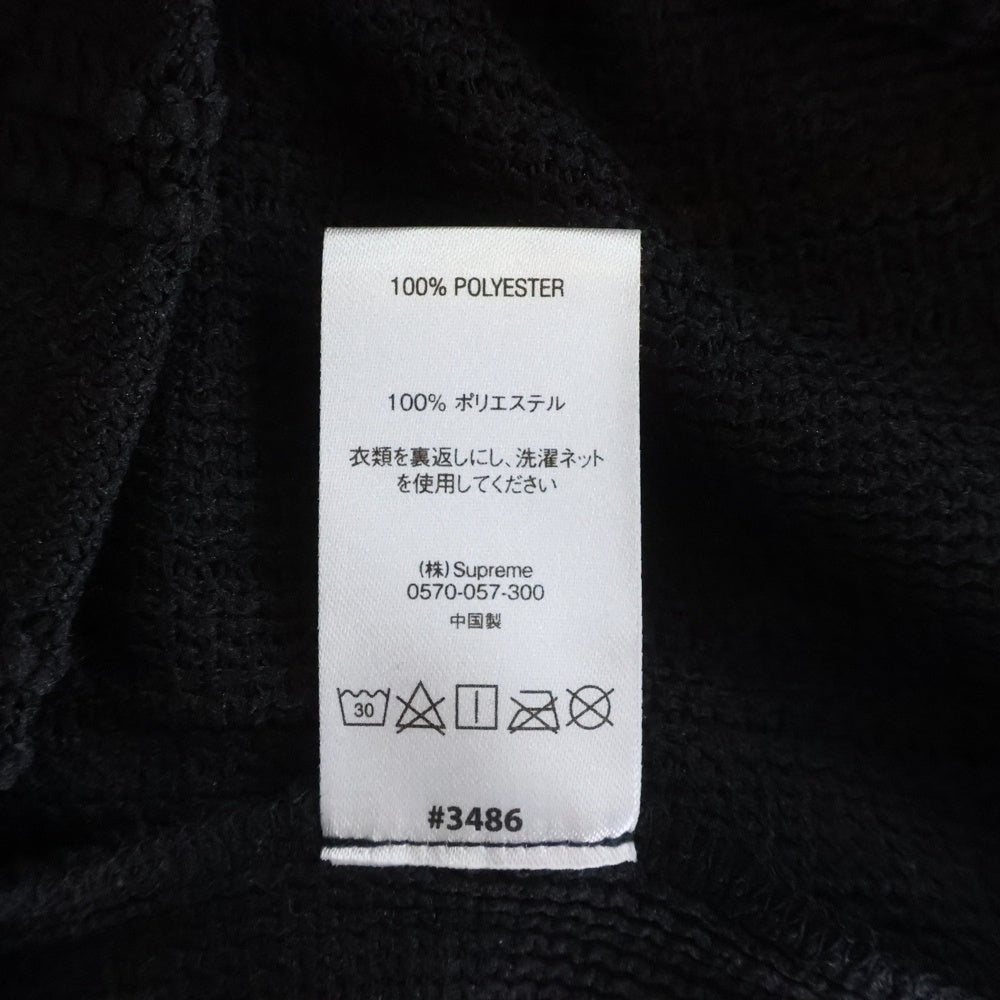 100% POLYESTER
100% ポリエステル
衣類を裏返しにし、洗濯ネット
を使用してください
(株)Supreme
0570-057-300
中国製
30
#3486